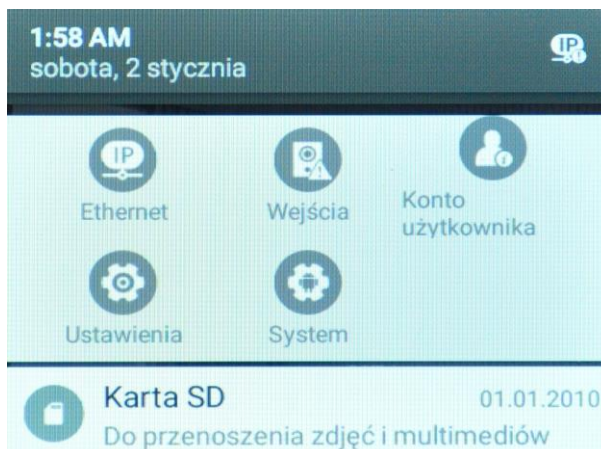 1:58 AM
sobota, 2 stycznia
IP
IP
Ethernet
Wejścia
Konto
użytkownika
Ustawienia
System
Karta SD
01.01.2010
Do przenoszenia zdjęć i multimediów